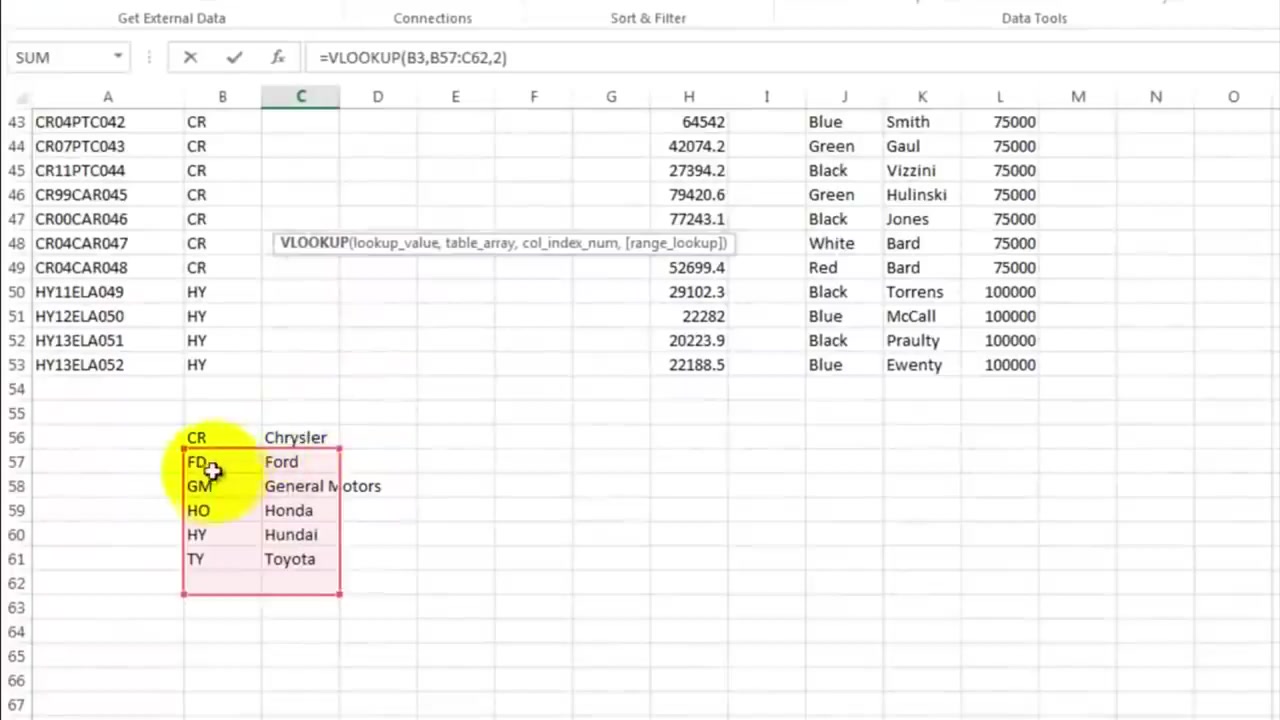 Get External Data Connections Sort & Filter Data Tools
SUM =VLOOKUP(B3,B57:C62,2)
A B C D E F G H I J K L M N O
43 CR04PTC042 CR 64542 Blue Smith 75000
44 CR07PTC043 CR 42074.2 Green Gaul 75000
45 CR11PTC044 CR 27394.2 Black Vizzini 75000
46 CR99CAR045 CR 79420.6 Green Hulinski 75000
47 CR00CAR046 CR 77243.1 Black Jones 75000
48 CR04CAR047 CR VLOOKUP(lookup_value, table_array, col_index_num, [range_lookup]) White Bard 75000
49 CR04CAR048 CR 52699.4 Red Bard 75000
50 HY11ELA049 HY 29102.3 Black Torrens 100000
51 HY12ELA050 HY 22282 Blue McCall 100000
52 HY13ELA051 HY 20223.9 Black Praulty 100000
53 HY13ELA052 HY 22188.5 Blue Ewenty 100000
54
55
56 CR Chrysler
57 FD Ford
58 GM General Motors
59 HO Honda
60 HY Hundai
61 TY Toyota
62
63
64
65
66
67